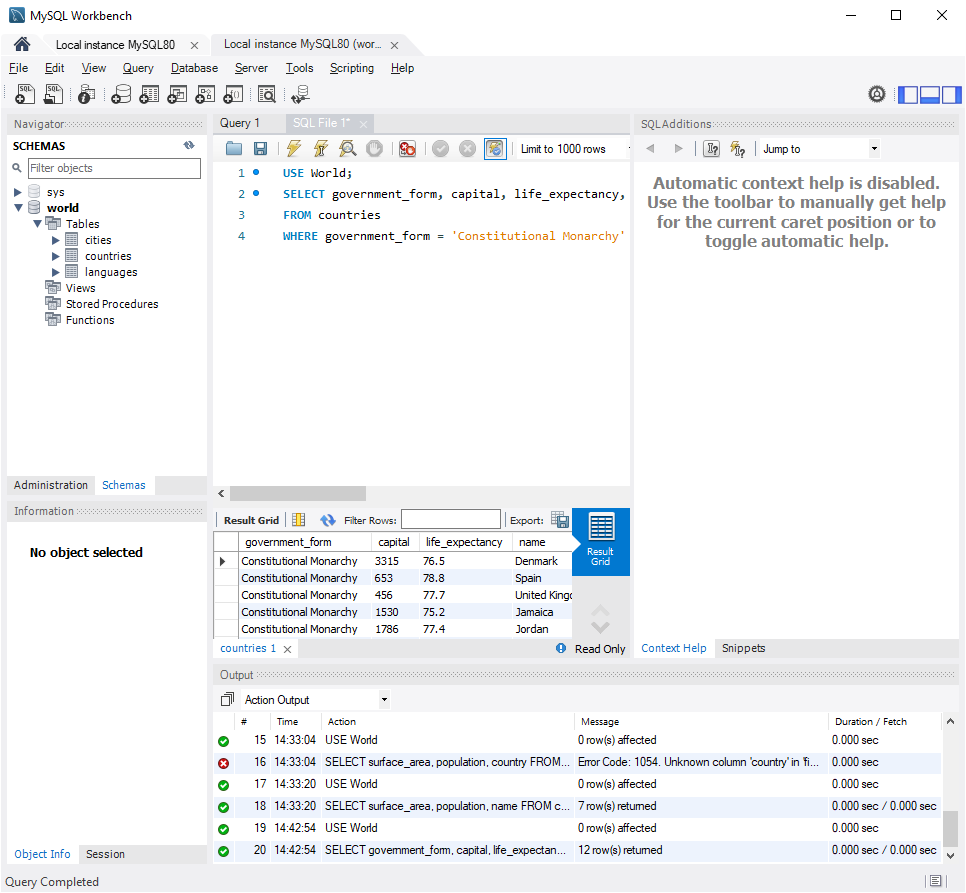 MySQL Workbench
Local instance MySQL80
Local instance MySQL80 (wor...
File Edit View Query Database Server Tools Scripting Help
Navigator
SCHEMAS
Filter objects
sys
world
Tables
cities
countries
languages
Views
Stored Procedures
Functions
Administration Schemas
Information
No object selected
Object Info Session
Query 1 SQL File 1*
Limit to 1000 rows
1 USE World;
2 SELECT government_form, capital, life_expectancy,
3 FROM countries
4 WHERE government_form = 'Constitutional Monarchy'
Result Grid Filter Rows: Export:
government_form capital life_expectancy name
Constitutional Monarchy 3315 76.5 Denmark
Constitutional Monarchy 653 78.8 Spain
Constitutional Monarchy 456 77.7 United Kingd
Constitutional Monarchy 1530 75.2 Jamaica
Constitutional Monarchy 1786 77.4 Jordan
Result
Grid
countries 1
Read Only
SQLAdditions
Jump to
Automatic context help is disabled.
Use the toolbar to manually get help
for the current caret position or to
toggle automatic help.
Context Help Snippets
Output
Action Output
# Time Action Message Duration / Fetch
15 14:33:04 USE World 0 row(s) affected 0.000 sec
16 14:33:04 SELECT surface_area, population, country FROM... Error Code: 1054. Unknown column 'country' in 'fi... 0.000 sec
17 14:33:20 USE World 0 row(s) affected 0.000 sec
18 14:33:20 SELECT surface_area, population, name FROM c... 7 row(s) returned 0.000 sec / 0.000 sec
19 14:42:54 USE World 0 row(s) affected 0.000 sec
20 14:42:54 SELECT government_form, capital, life_expectan... 12 row(s) returned 0.000 sec / 0.000 sec
Query Completed